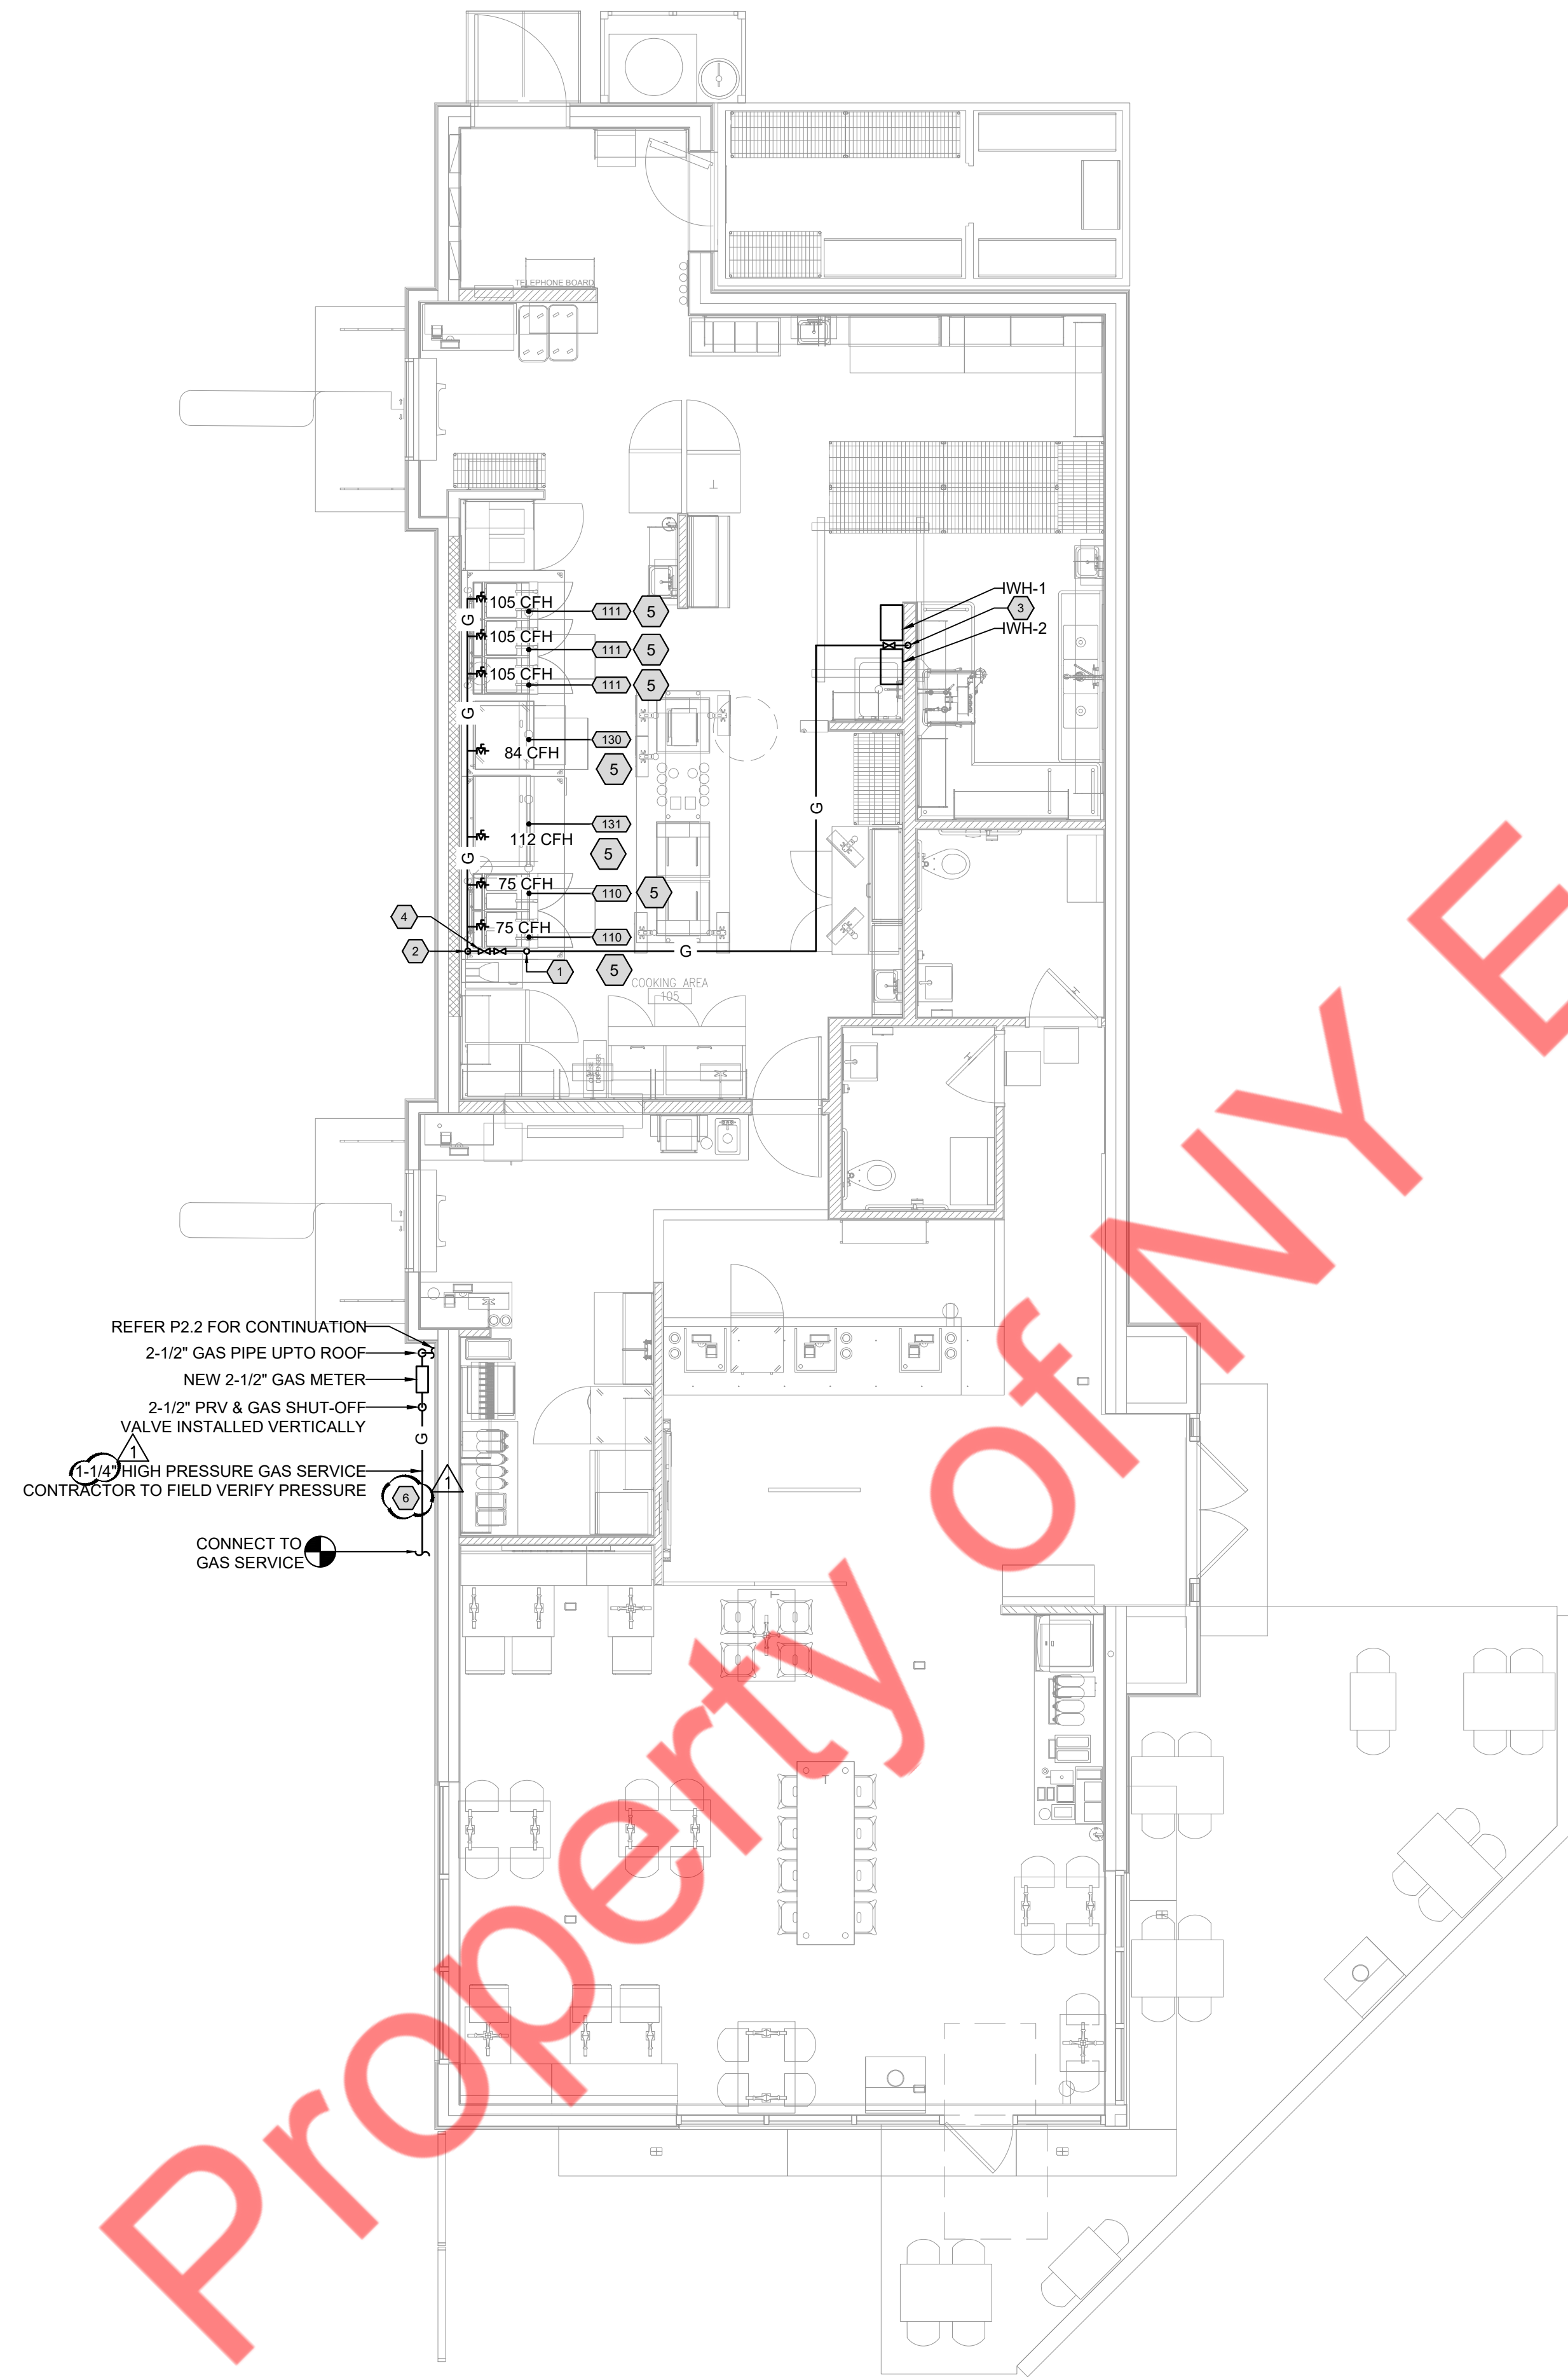 TELEPHONE BOARD
IWH-1
3
IWH-2
G
105 CFH
111
5
105 CFH
111
5
105 CFH
111
5
G
130
84 CFH
5
G
131
112 CFH
5
G
75 CFH
110
5
4
75 CFH
110
2
G
1
5
COOKING AREA
105
REFER P2.2 FOR CONTINUATION
2-1/2" GAS PIPE UPTO ROOF
NEW 2-1/2" GAS METER
2-1/2" PRV & GAS SHUT-OFF
VALVE INSTALLED VERTICALLY
G
1
1-1/4" HIGH PRESSURE GAS SERVICE
CONTRACTOR TO FIELD VERIFY PRESSURE
6
1
CONNECT TO
GAS SERVICE
Property of NYE